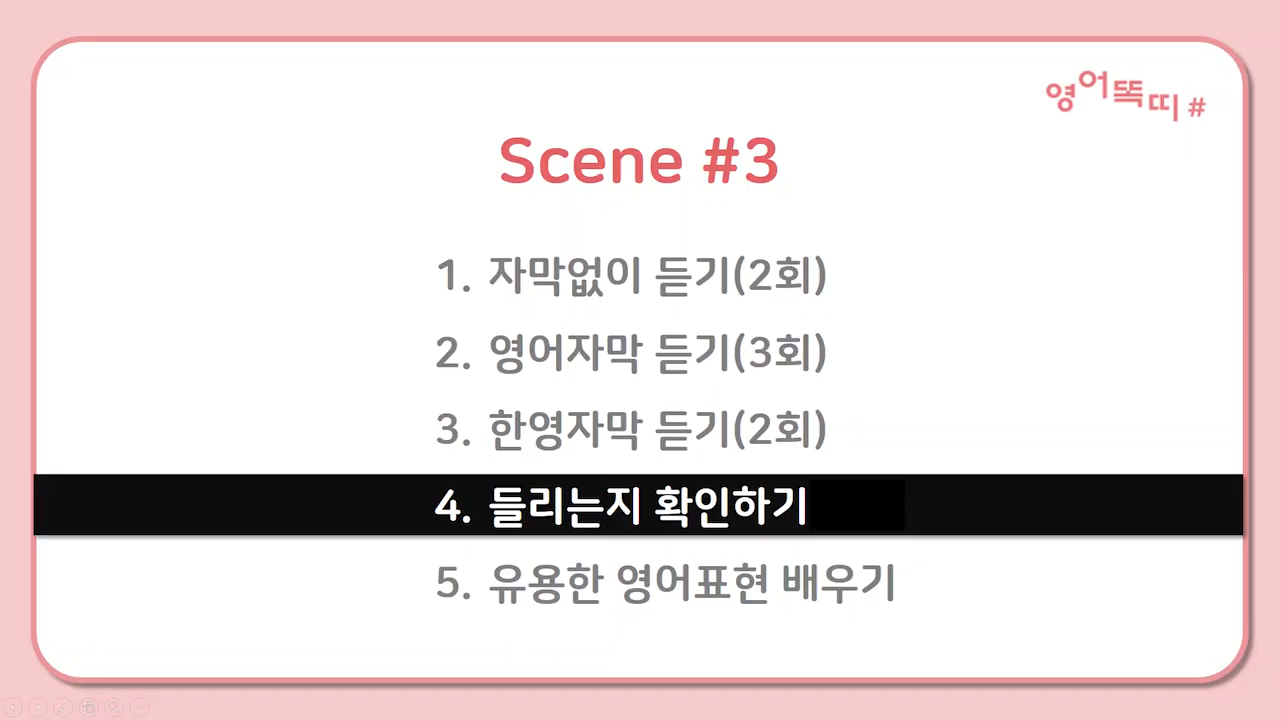 영어똑띠#
Scene #3
1. 자막없이 듣기(2회)
2. 영어자막 듣기(3회)
3. 한영자막 듣기(2회)
4. 들리는지 확인하기
5. 유용한 영어표현 배우기